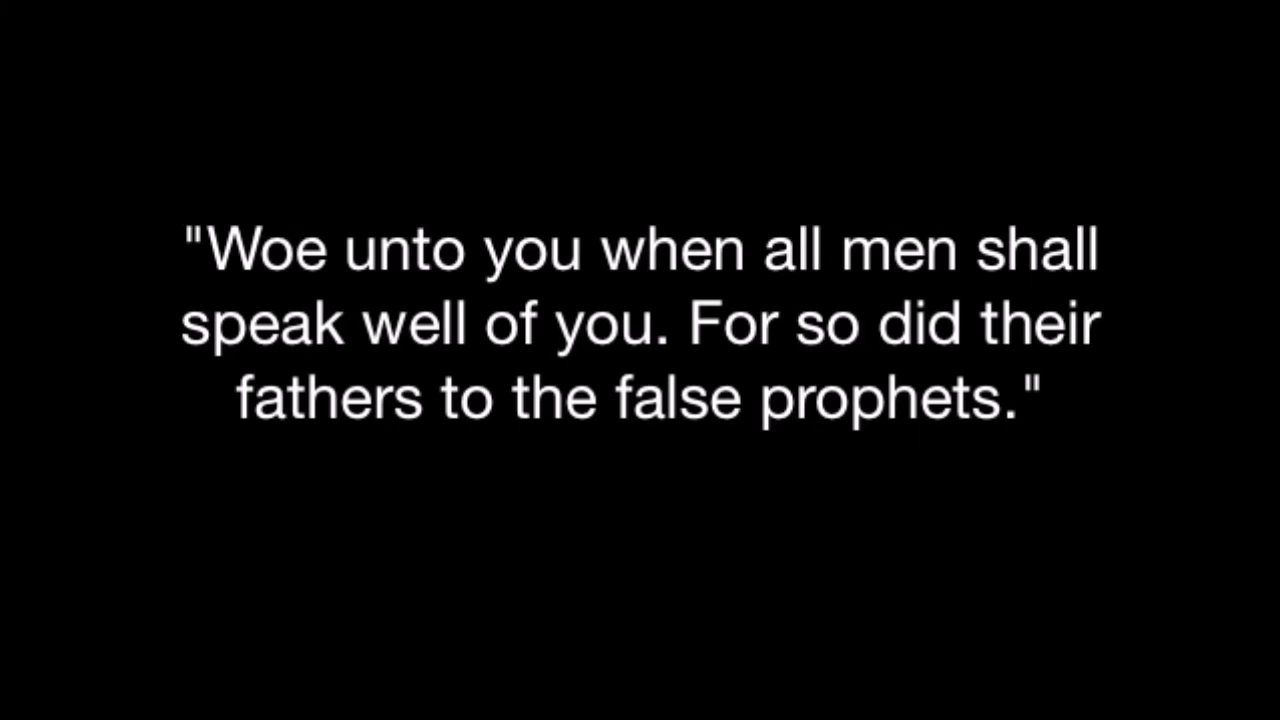 "Woe unto you when all men shall
speak well of you. For so did their
fathers to the false prophets."